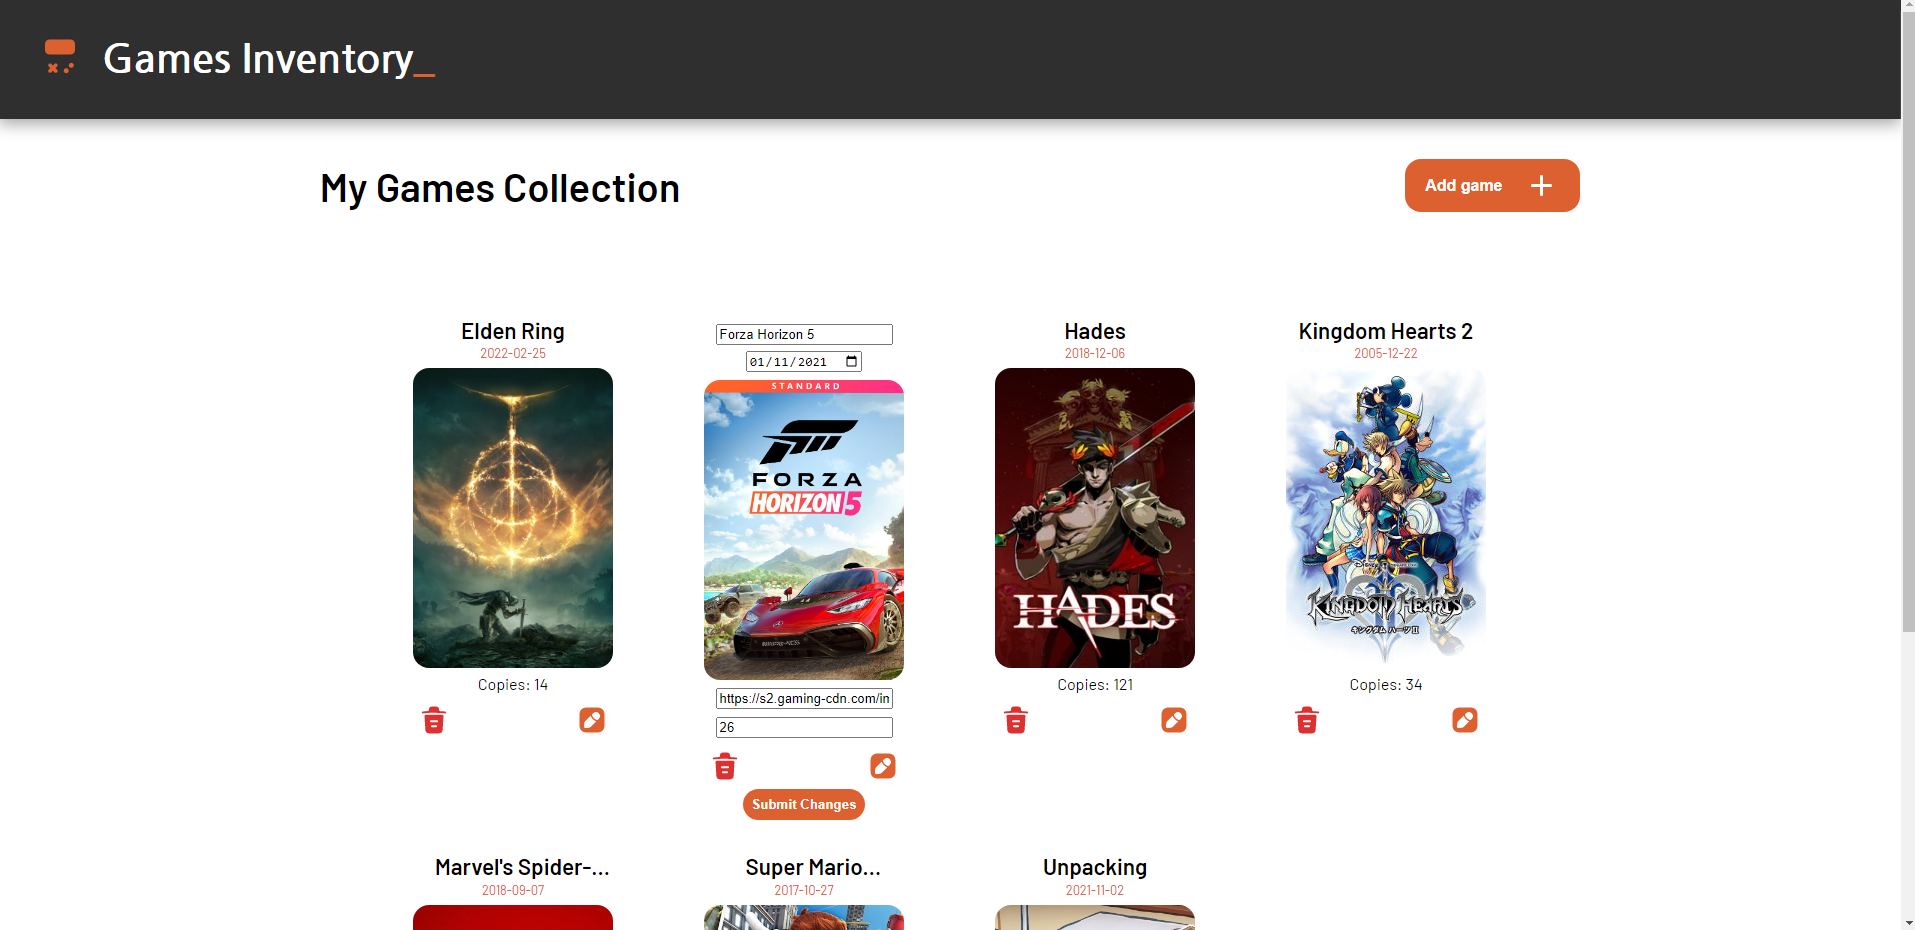 Games Inventory_
My Games Collection
Add game
Elden Ring
2022-02-25
Copies: 14
Forza Horizon 5
01/11/2021
STANDARD
FORZA
HORIZON 5
https://s2.gaming-cdn.com/in
26
Submit Changes
Hades
2018-12-06
HADES
Copies: 121
Kingdom Hearts 2
2005-12-22
KINGDOM HEARTS
キングダム ハーツ II
Copies: 34
Marvel's Spider-...
2018-09-07
Super Mario...
2017-10-27
Unpacking
2021-11-02